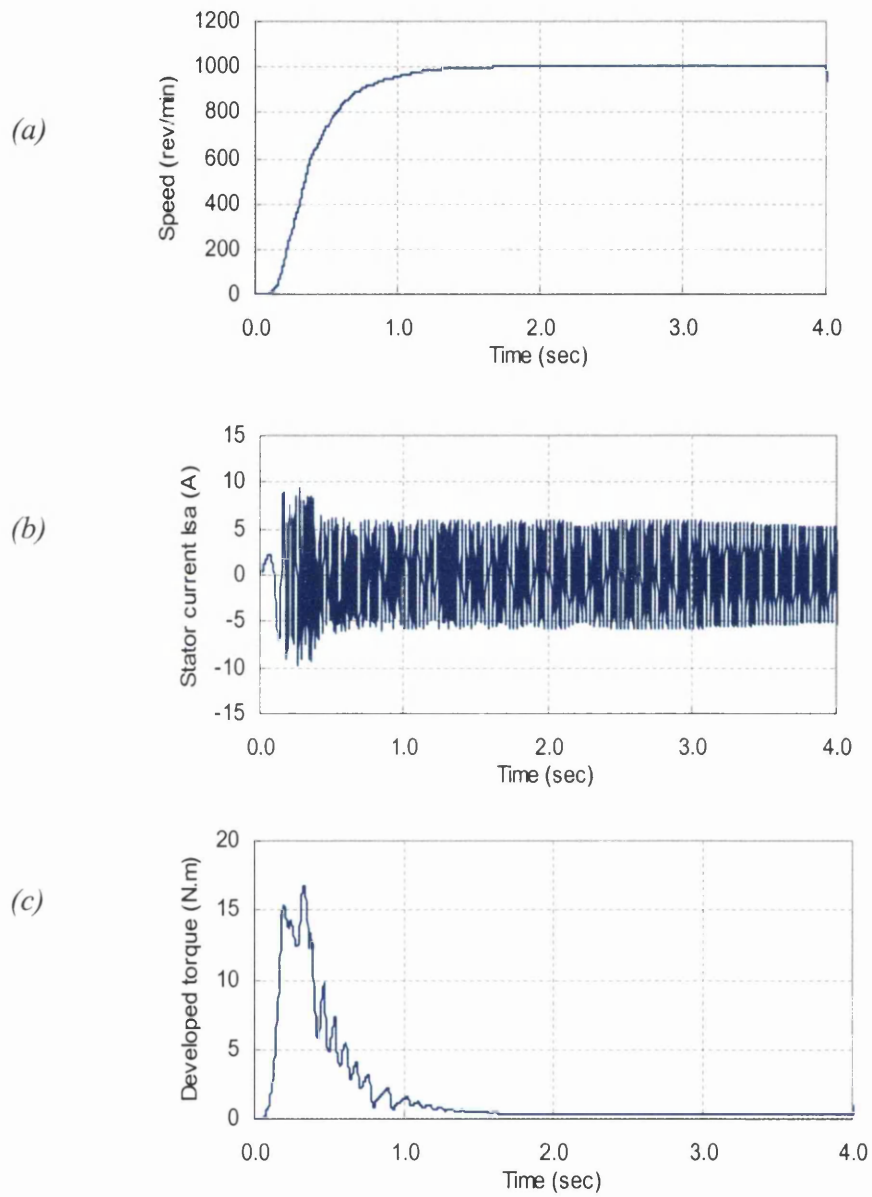 (a)
Speed (rev/min)
1200
1000
800
600
400
200
0
0.0 1.0 2.0 3.0 4.0
Time (sec)
(b)
Stator current Isa (A)
15
10
5
0
-5
-10
-15
0.0 1.0 2.0 3.0 4.0
Time (sec)
(c)
Developed torque (N.m)
20
15
10
5
0
0.0 1.0 2.0 3.0 4.0
Time (sec)